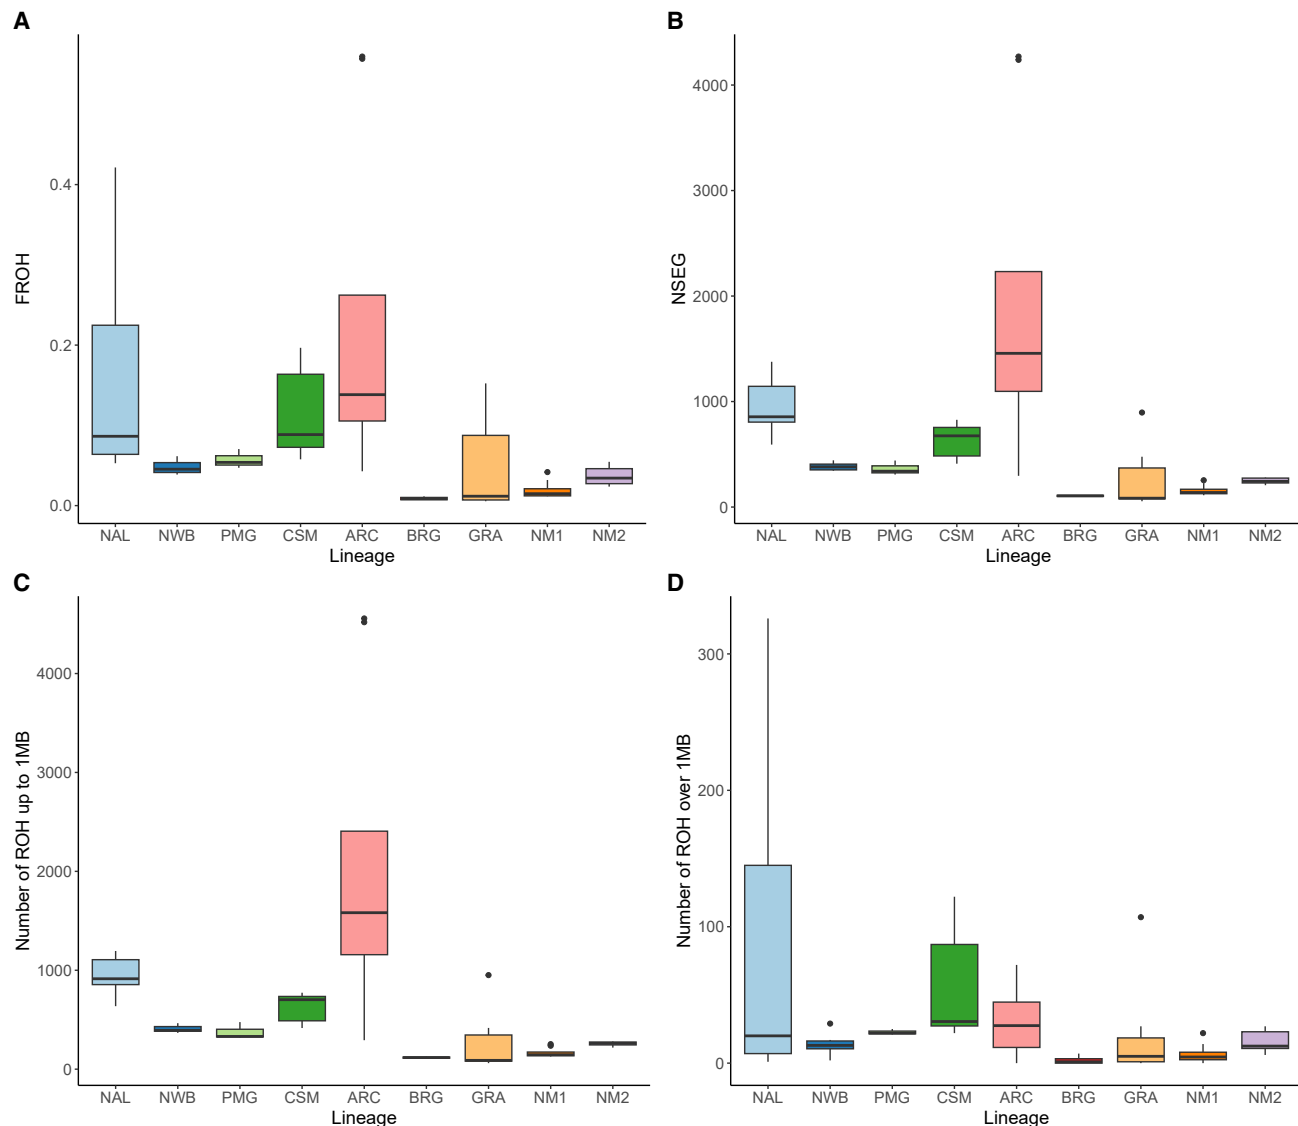 A
FROH
0.4
0.2
0.0
NAL NWB PMG CSM ARC BRG GRA NM1 NM2
Lineage
B
NSEG
4000
3000
2000
1000
0
NAL NWB PMG CSM ARC BRG GRA NM1 NM2
Lineage
C
Number of ROH up to 1MB
4000
3000
2000
1000
0
NAL NWB PMG CSM ARC BRG GRA NM1 NM2
Lineage
D
Number of ROH over 1MB
300
200
100
0
NAL NWB PMG CSM ARC BRG GRA NM1 NM2
Lineage